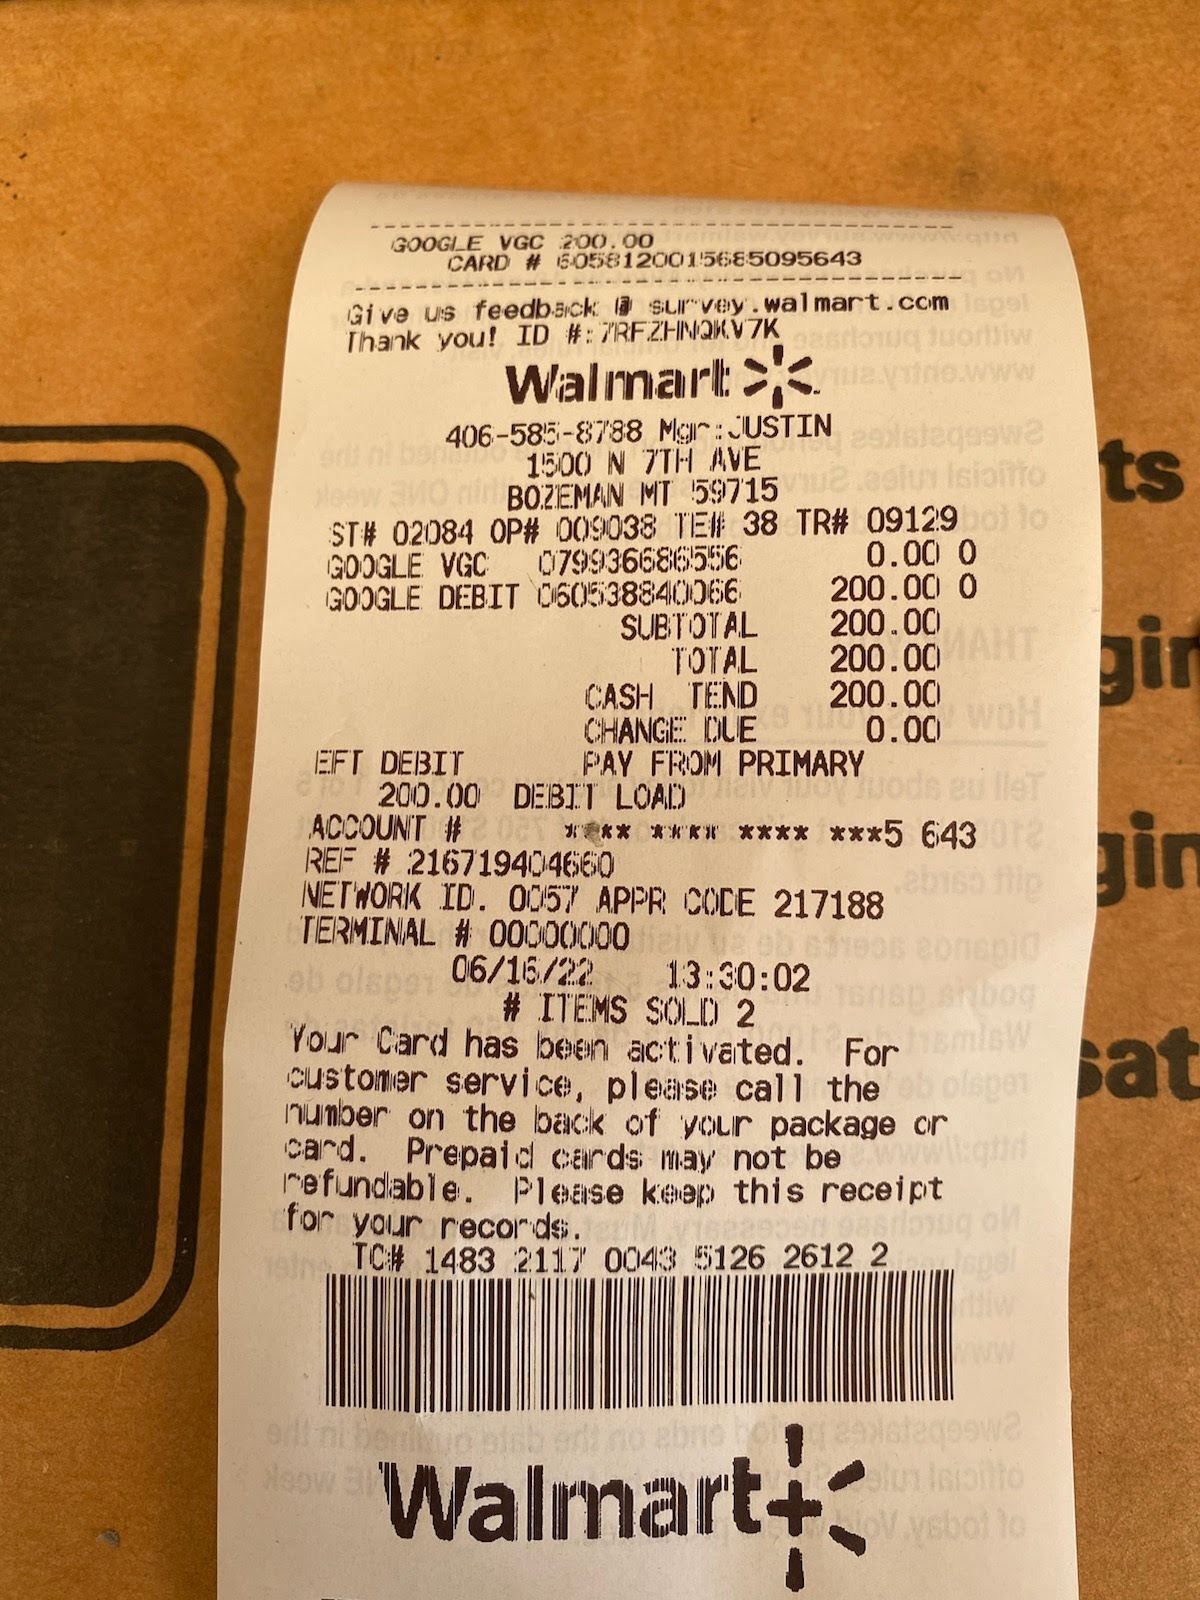 GOOGLE VGC 200.00
CARD # 6058120015685095643
Give us feedback @ survey.walmart.com
Thank you! ID #:7RFZHNQKV7K
Walmart
406-585-8788 Mgr:JUSTIN
1500 N 7TH AVE
BOZEMAN MT 59715
ST# 02084 OP# 009038 TE# 38 TR# 09129
GOOGLE VGC 079936686556 0.00 O
GOOGLE DEBIT 060538840066 200.00 O
SUBTOTAL 200.00
TOTAL 200.00
CASH TEND 200.00
CHANGE DUE 0.00
EFT DEBIT PAY FROM PRIMARY
200.00 DEBIT LOAD
ACCOUNT # **** **** **** ***5 643
REF # 216719404660
NETWORK ID. 0057 APPR CODE 217188
TERMINAL # 00000000
06/16/22 13:30:02
# ITEMS SOLD 2
Your Card has been activated. For
customer service, please call the
number on the back of your package or
card. Prepaid cards may not be
refundable. Please keep this receipt
for your records.
TC# 1483 2117 0043 5126 2612 2
Walmart+
ts
gin
gin
sat